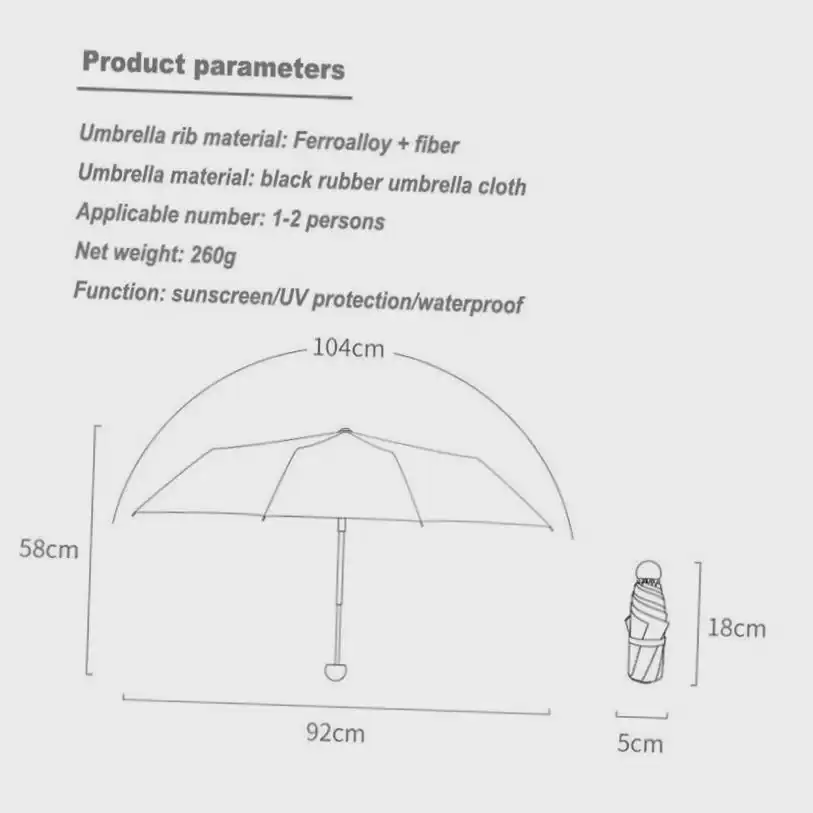 Product parameters
Umbrella rib material: Ferroalloy + fiber
Umbrella material: black rubber umbrella cloth
Applicable number: 1-2 persons
Net weight: 260g
Function: sunscreen/UV protection/waterproof
104cm
58cm
18cm
92cm
5cm